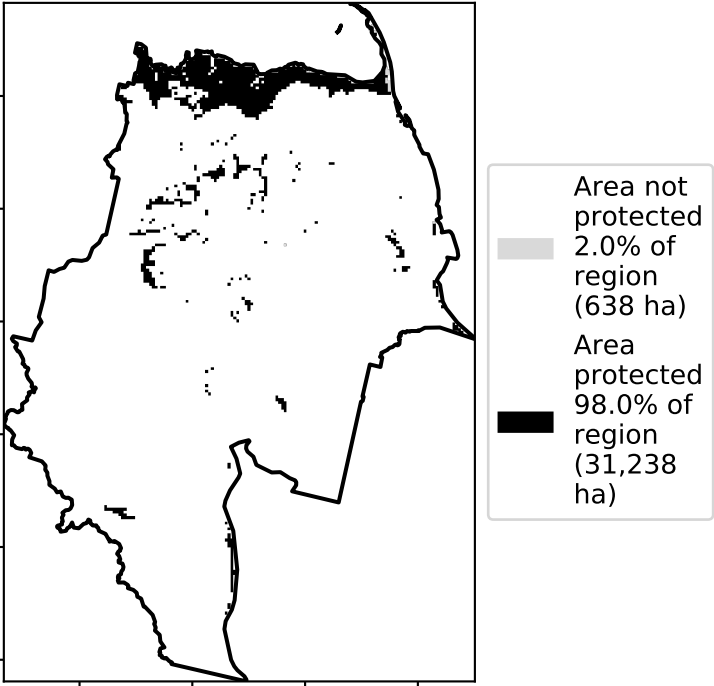 Area not
protected
2.0% of
region
(638 ha)
Area
protected
98.0% of
region
(31,238
ha)